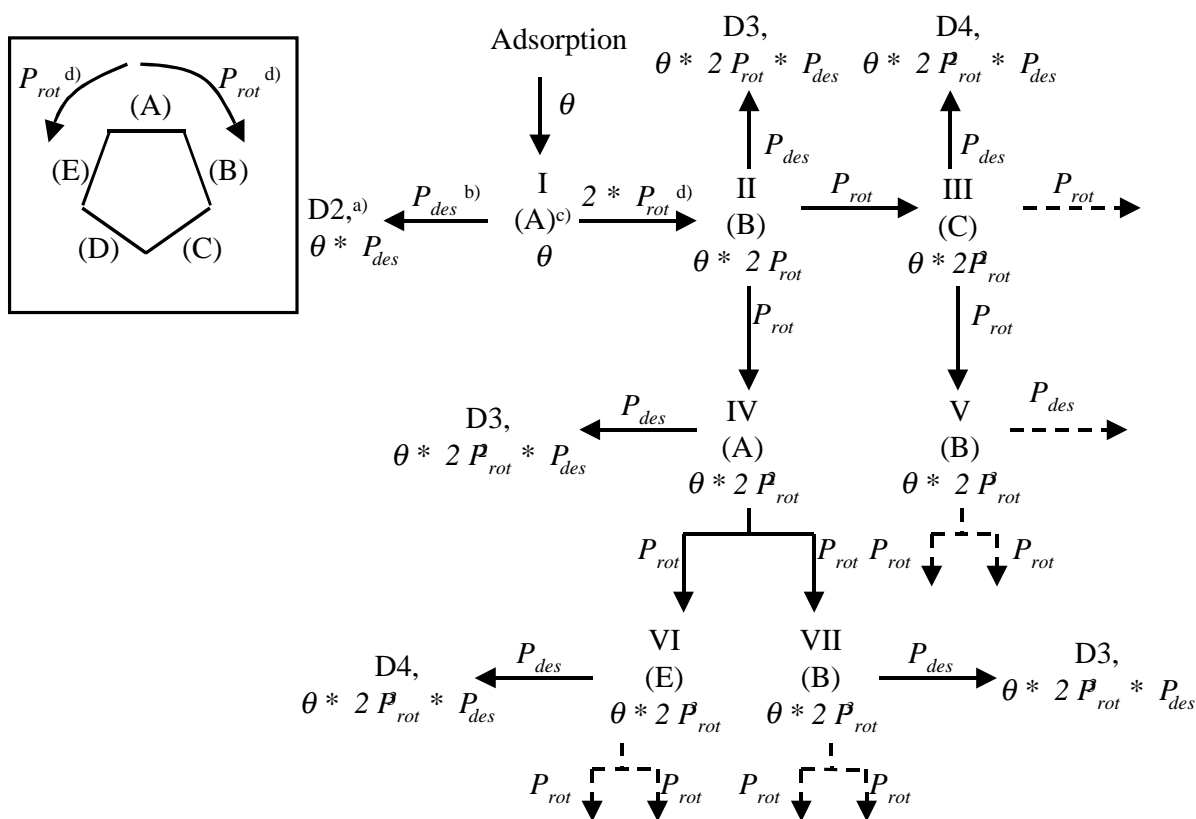 Adsorption
θ
P_rot d)
P_rot d)
(A)
(E)
(B)
(D)
(C)
D3,
θ * 2 P_rot * P_des
D4,
θ * 2 P²_rot * P_des
P_des
P_des
D2, a)
θ * P_des
P_des b)
I
(A) c)
θ
2 * P_rot d)
II
(B)
θ * 2 P_rot
P_rot
III
(C)
θ * 2P²_rot
P_rot
P_rot
P_rot
D3,
θ * 2 P²_rot * P_des
P_des
IV
(A)
θ * 2 P²_rot
V
(B)
θ * 2 P³_rot
P_des
P_rot
P_rot
P_rot
P_rot
D4,
θ * 2 P³_rot * P_des
P_des
VI
(E)
θ * 2 P³_rot
VII
(B)
θ * 2 P³_rot
P_des
D3,
θ * 2 P³_rot * P_des
P_rot
P_rot
P_rot
P_rot